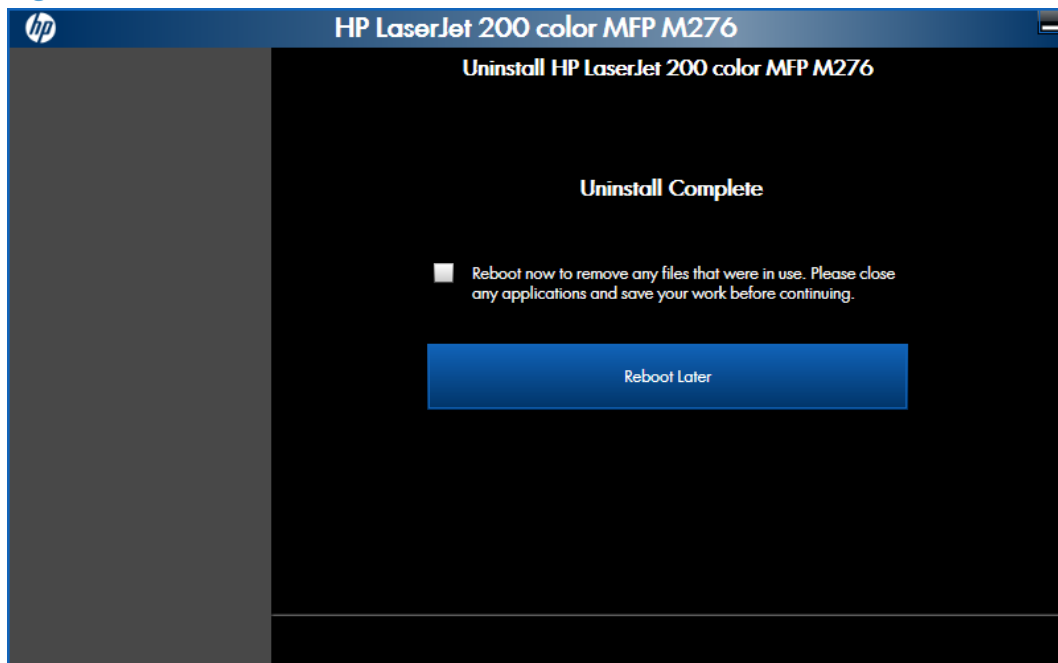 hp
HP LaserJet 200 color MFP M276
Uninstall HP LaserJet 200 color MFP M276
Uninstall Complete
Reboot now to remove any files that were in use. Please close
any applications and save your work before continuing.
Reboot Later